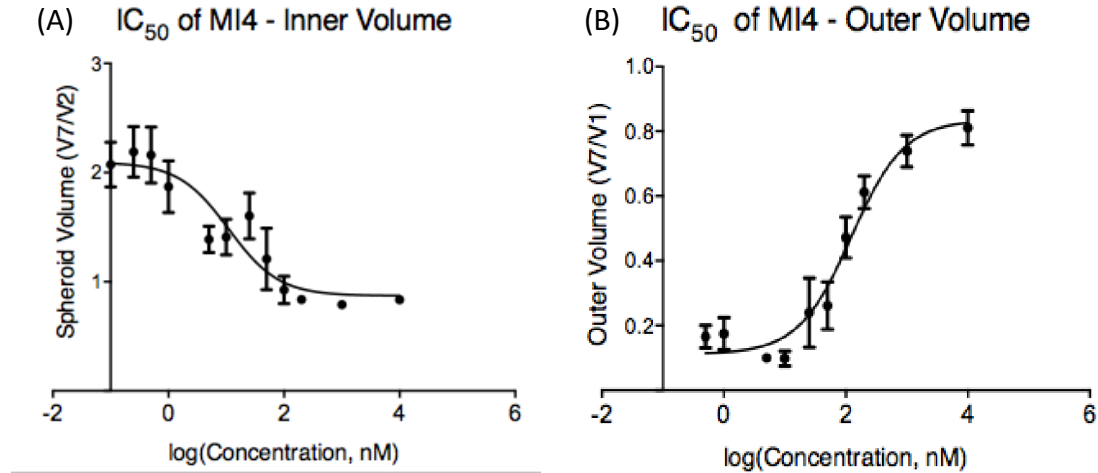 (A)
IC50 of MI4 - Inner Volume
Spheroid Volume (V7/V2)
3
2
1
-2 0 2 4 6
log(Concentration, nM)
(B)
IC50 of MI4 - Outer Volume
Outer Volume (V7/V1)
1.0
0.8
0.6
0.4
0.2
-2 0 2 4 6
log(Concentration, nM)